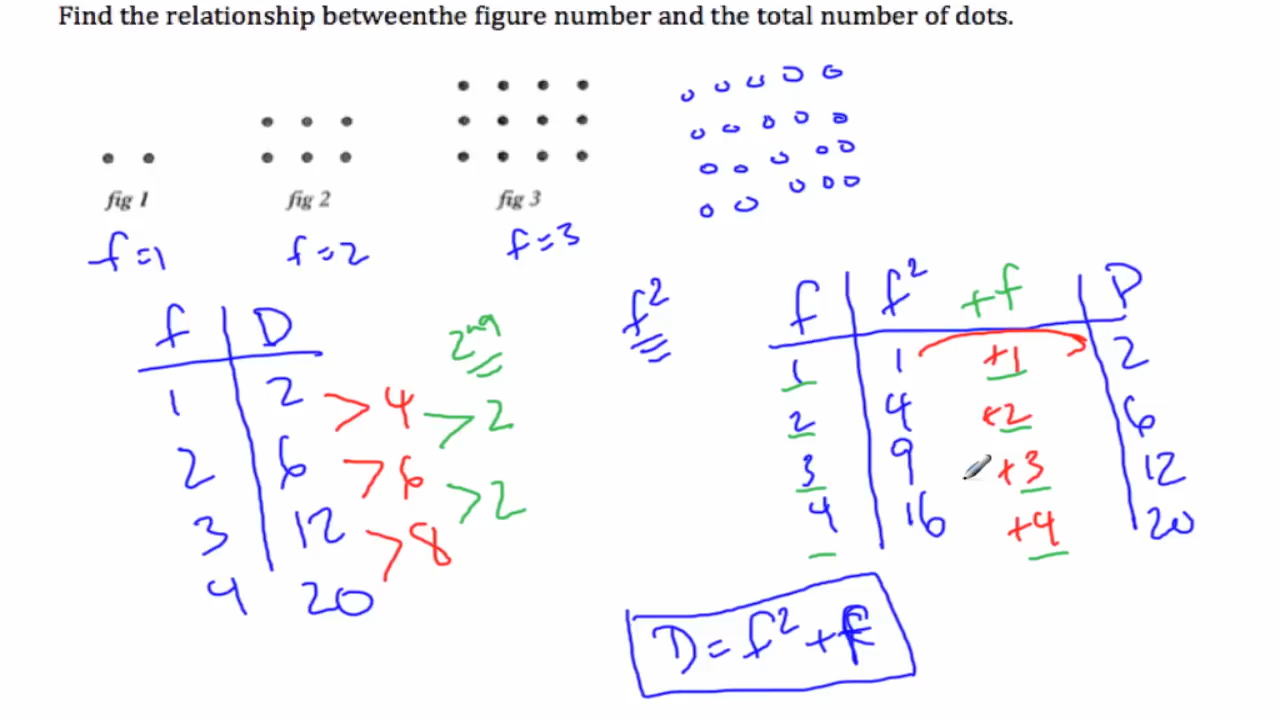 Find the relationship betweenthe figure number and the total number of dots.
fig 1 fig 2 fig 3
f=1 f=2 f=3
f D
1 2
2 6
3 12
4 20
>4
>6
>8
2nd
>2
>2
f²
f f² +f D
1 1 +1 2
2 4 +2 6
3 9 +3 12
4 16 +4 20
D=f²+f